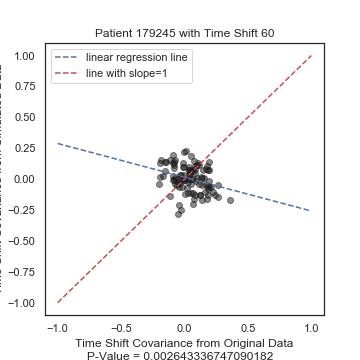 Patient 179245 with Time Shift 60
linear regression line
line with slope=1
1.00
0.75
0.50
0.25
0.00
−0.25
−0.50
−0.75
−1.00
−1.0
−0.5
0.0
0.5
1.0
Time Shift Covariance from Original Data
P-Value = 0.002643336747090182